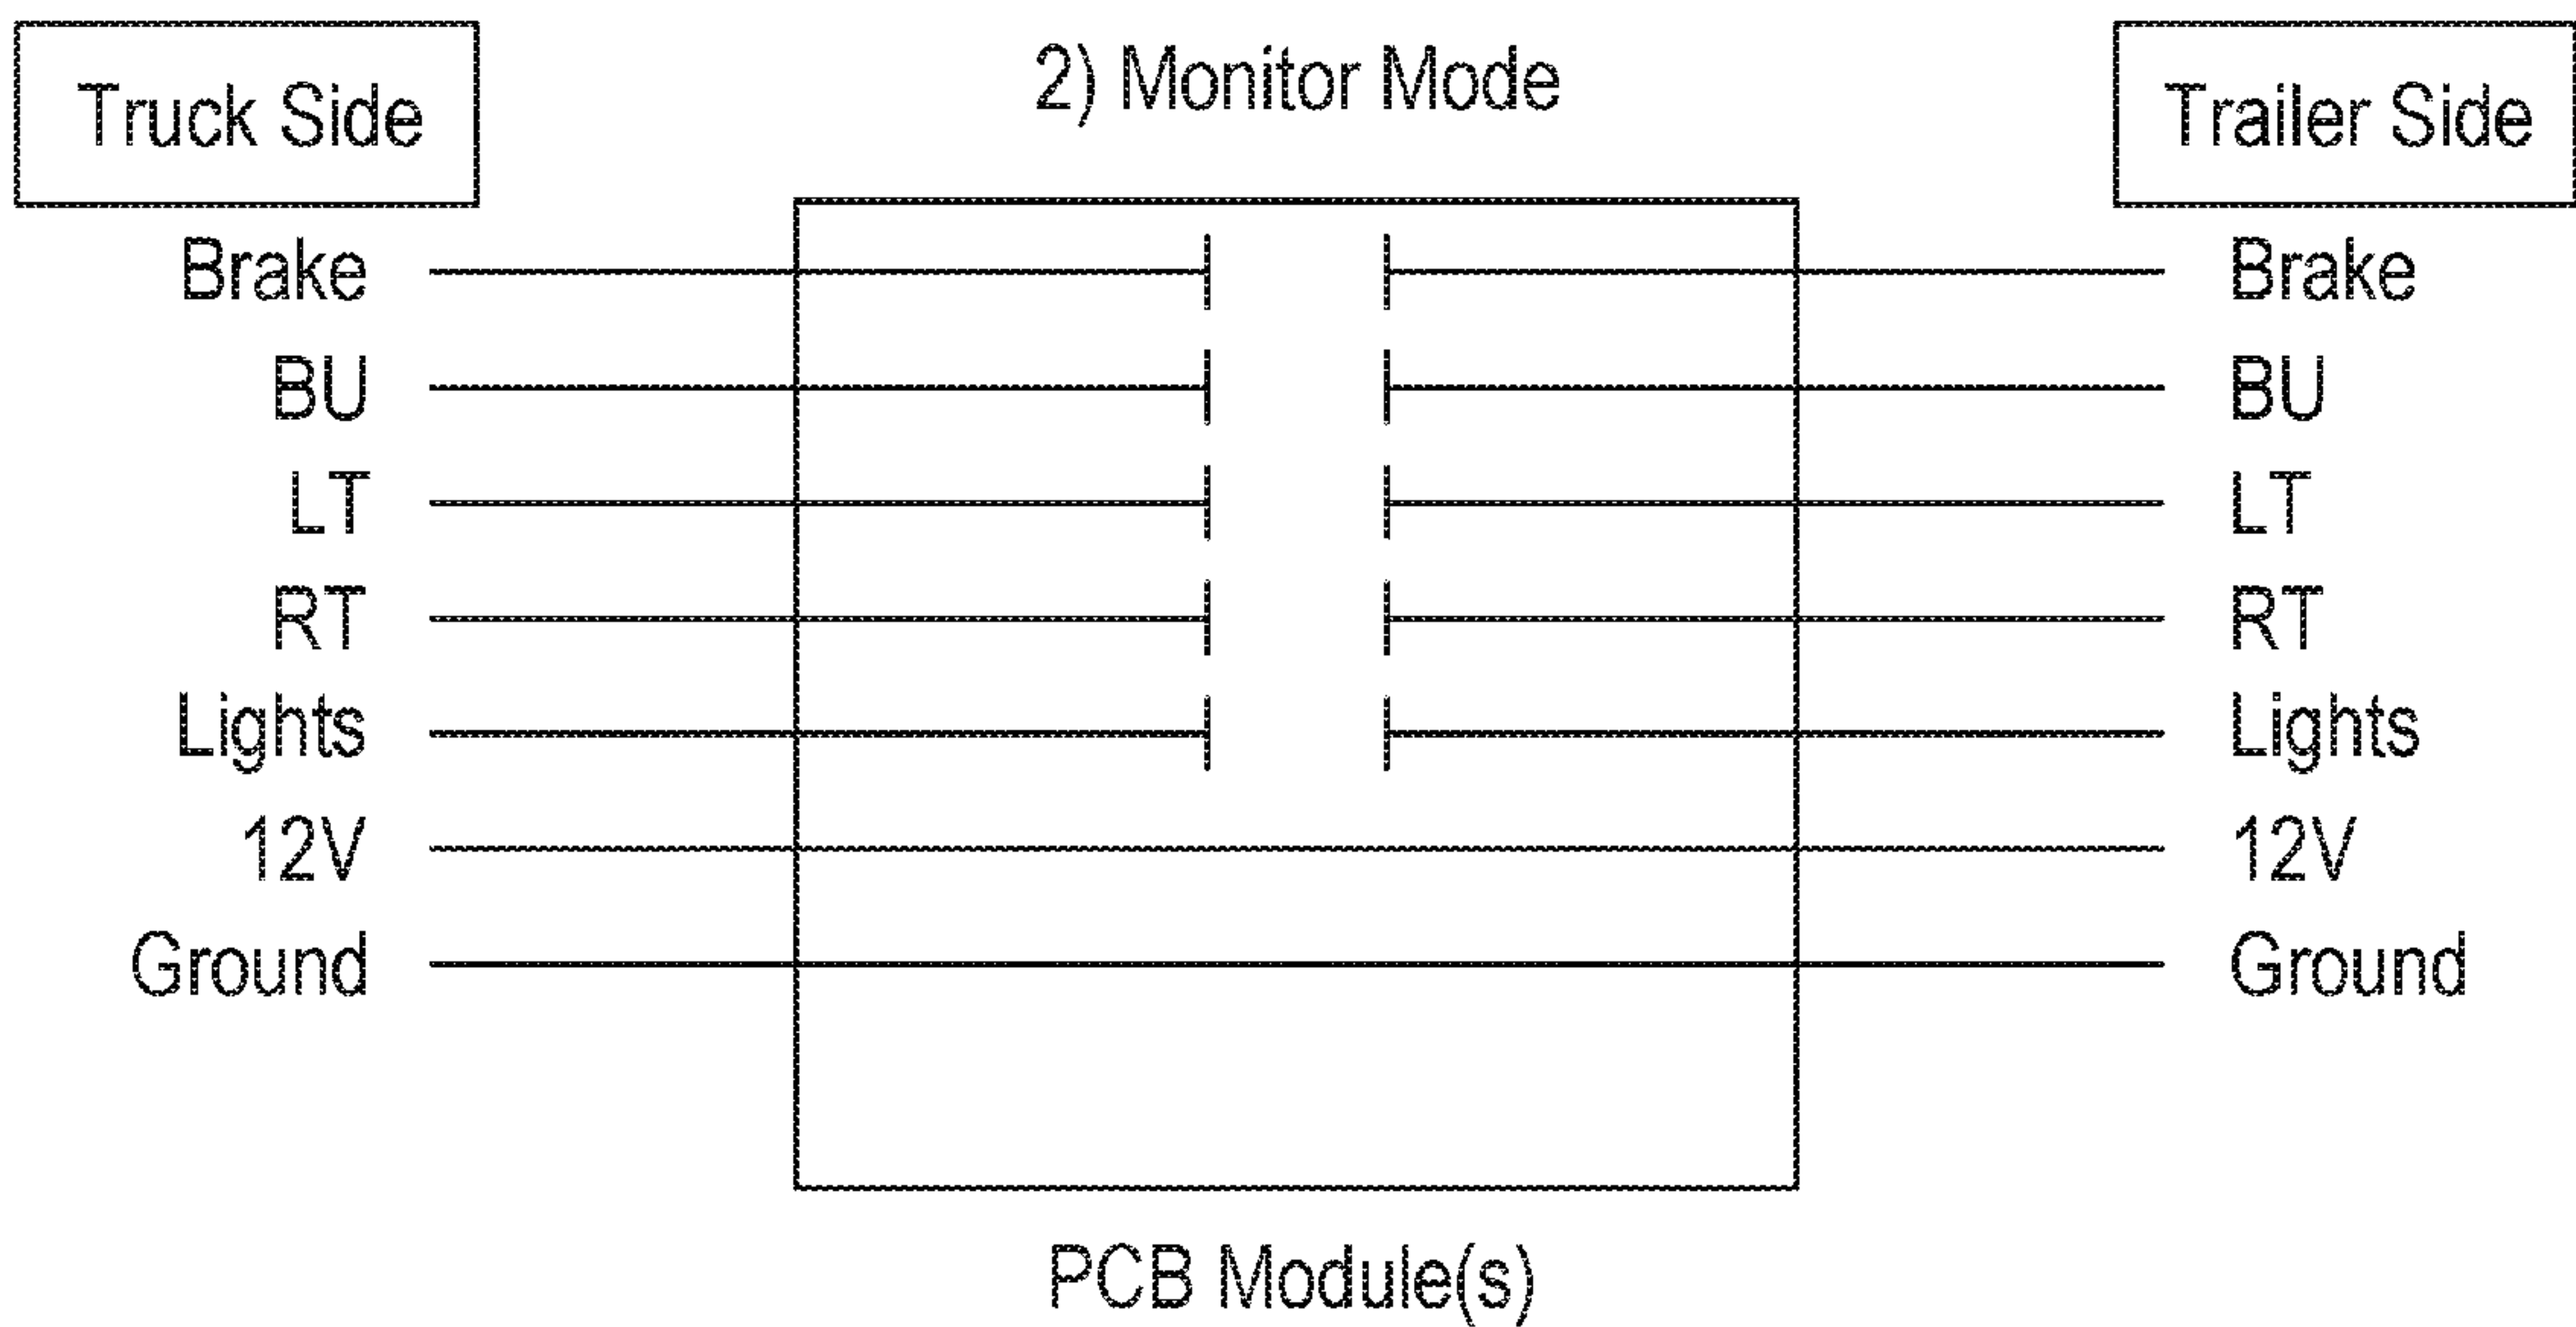 Truck Side
2) Monitor Mode
Trailer Side
Brake
Brake
BU
BU
LT
LT
RT
RT
Lights
Lights
12V
12V
Ground
Ground
PCB Module(s)